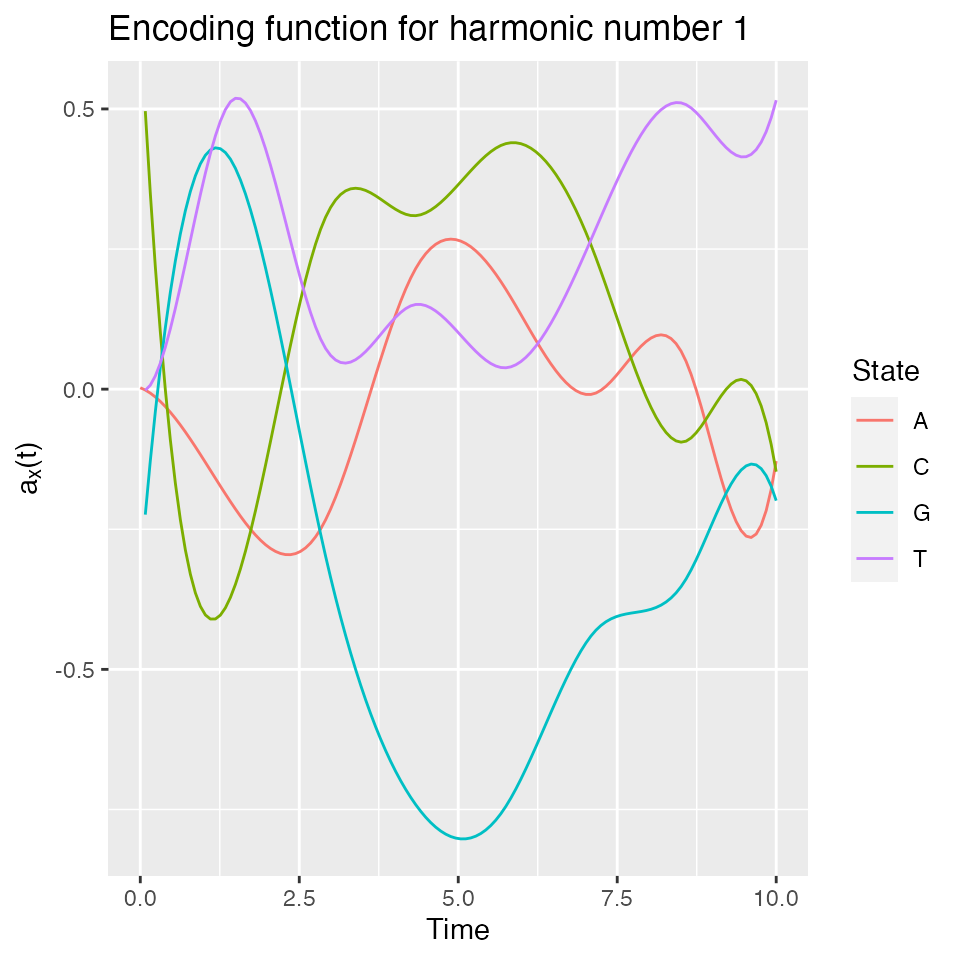 Encoding function for harmonic number 1
0.5
0.0
-0.5
aₓ(t)
0.0 2.5 5.0 7.5 10.0
Time
State
A
C
G
T